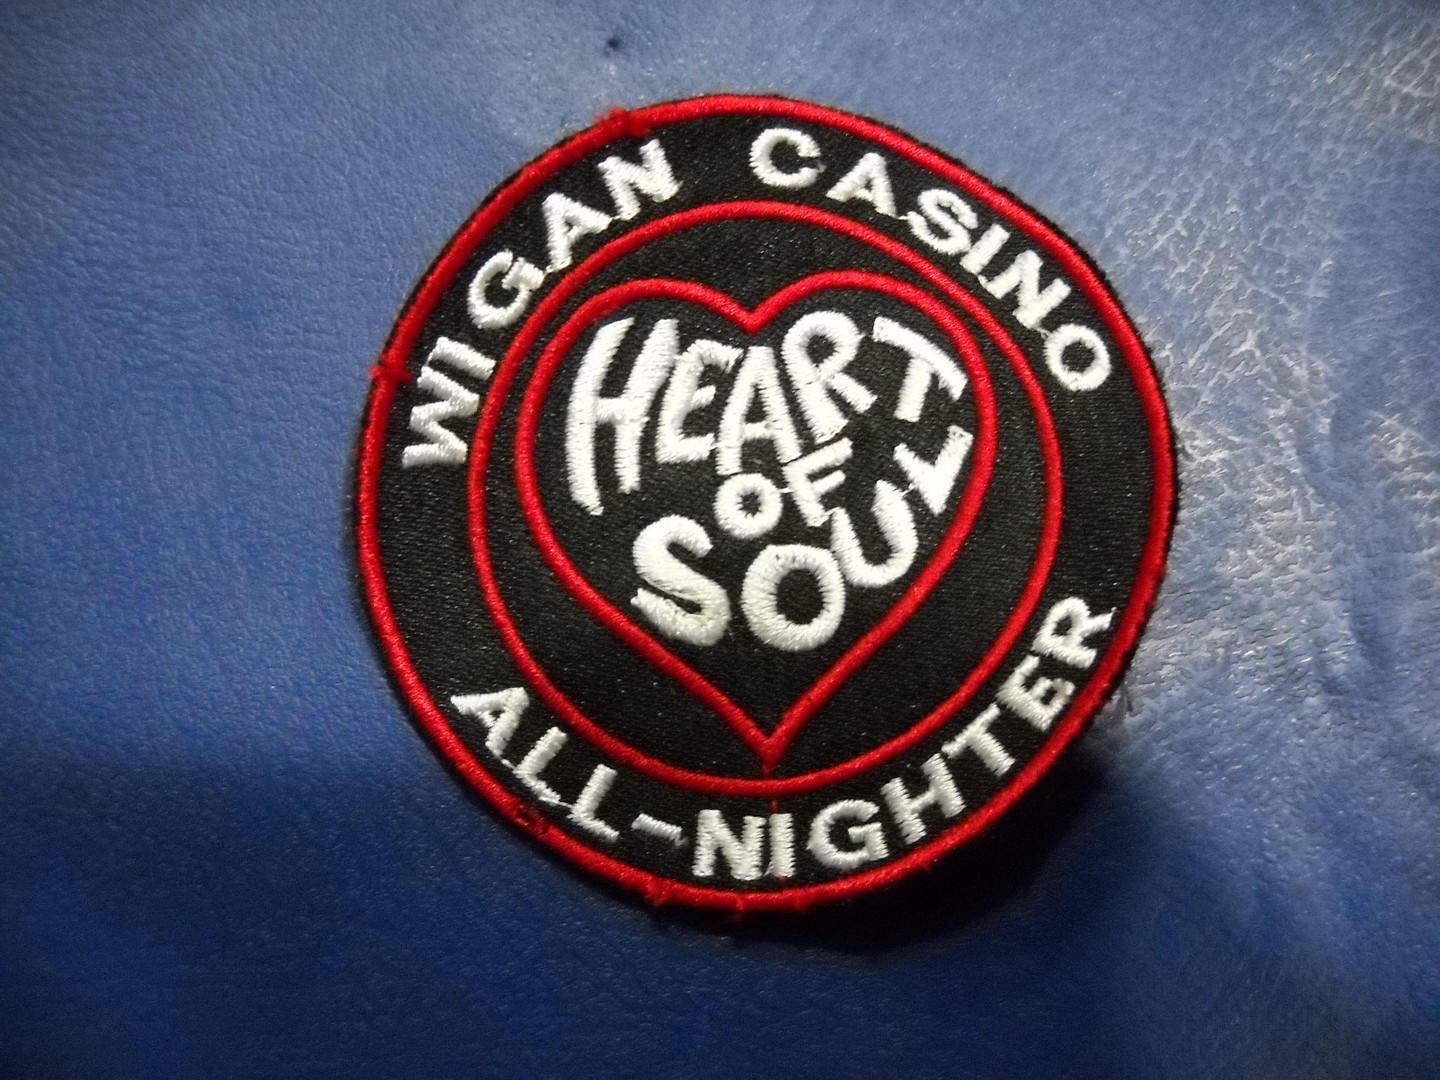 WIGAN CASINO
HEART
OF
SOUL
ALL-NIGHTER